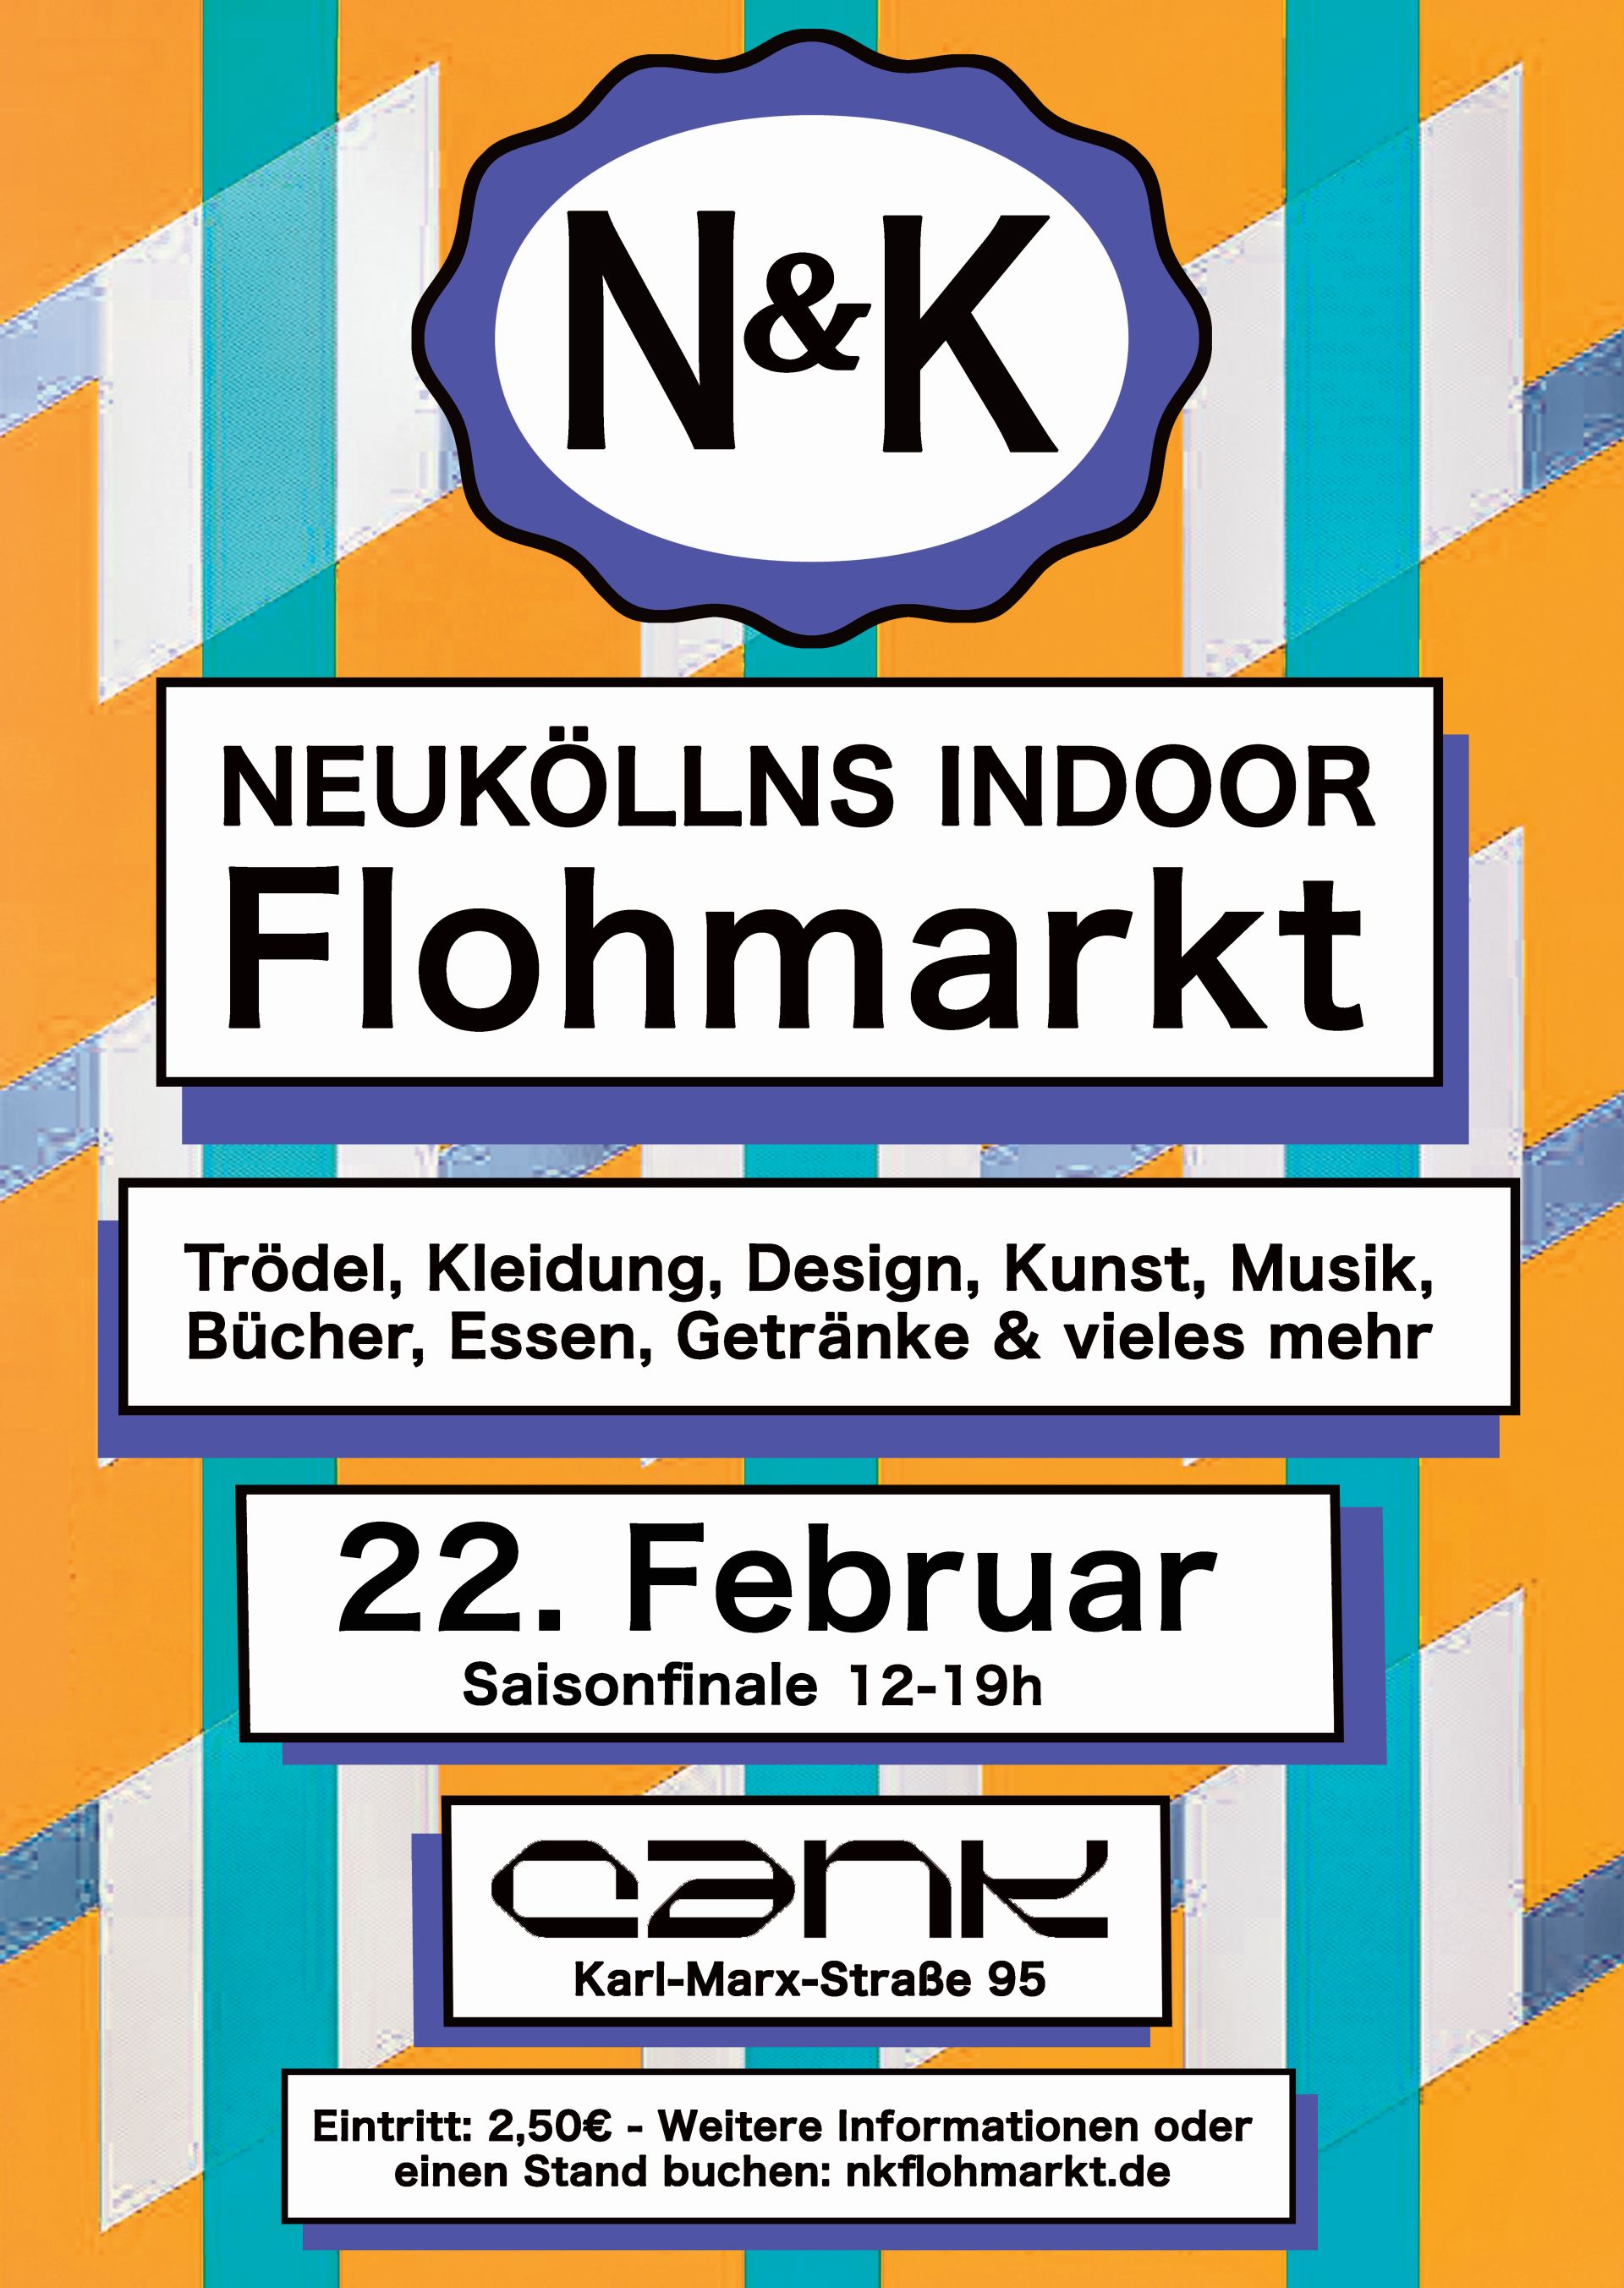 N&K
NEUKÖLLNS INDOOR
Flohmarkt
Trödel, Kleidung, Design, Kunst, Musik,
Bücher, Essen, Getränke & vieles mehr
22. Februar
Saisonfinale 12-19h
cank
Karl-Marx-Straße 95
Eintritt: 2,50€ - Weitere Informationen oder
einen Stand buchen: nkflohmarkt.de